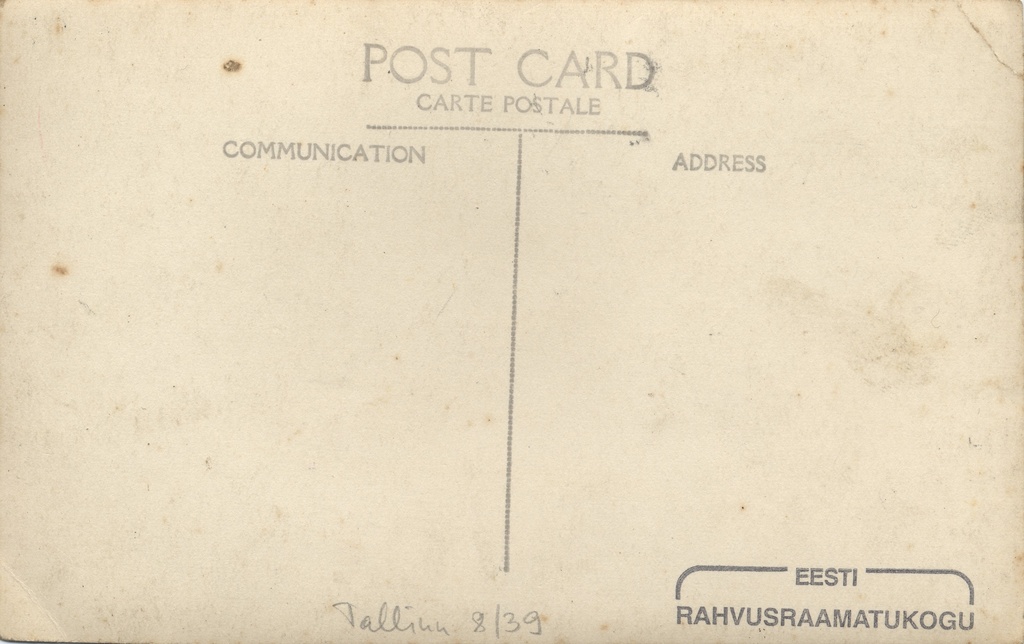 POST CARD
CARTE POSTALE
COMMUNICATION
ADDRESS
Tallinn 8/39
EESTI
RAHVUSRAAMATUKOGU